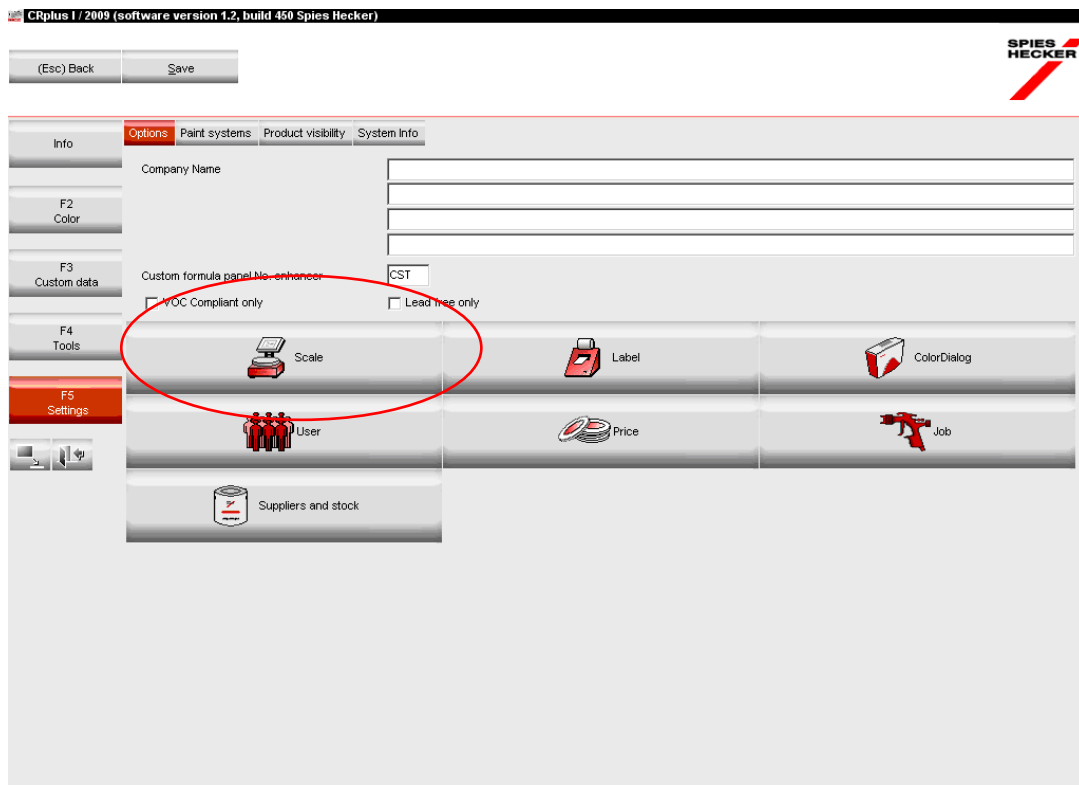 CRplus I / 2009 (software version 1.2, build 450 Spies Hecker)
SPIES
HECKER
(Esc) Back
Save
Info
Options
Paint systems
Product visibility
System Info
Company Name
F2
Color
F3
Custom data
Custom formula panel No. enhancer
CST
VOC Compliant only
Lead free only
F4
Tools
Scale
Label
ColorDialog
F5
Settings
User
Price
Job
Suppliers and stock